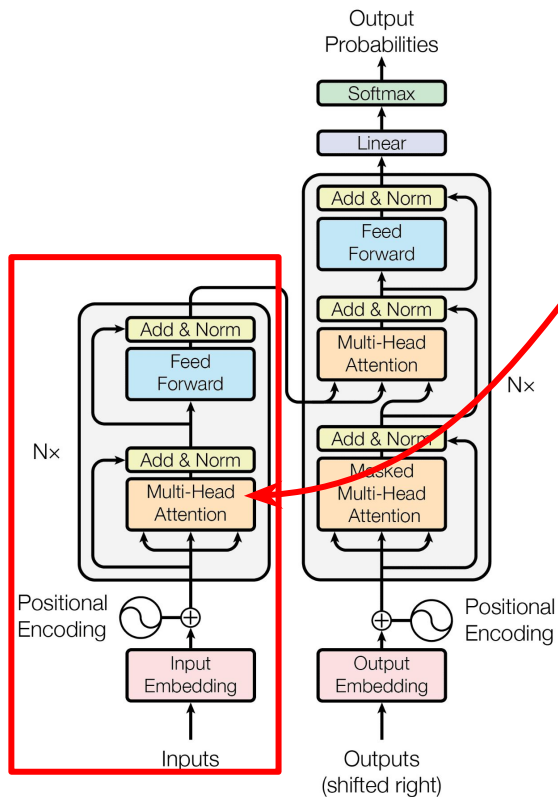 Output
Probabilities
Softmax
Linear
Add & Norm
Feed
Forward
Add & Norm
Multi-Head
Attention
Nx
Add & Norm
Masked
Multi-Head
Attention
Positional
Encoding
Output
Embedding
Outputs
(shifted right)
Add & Norm
Feed
Forward
Nx
Add & Norm
Multi-Head
Attention
Positional
Encoding
Input
Embedding
Inputs